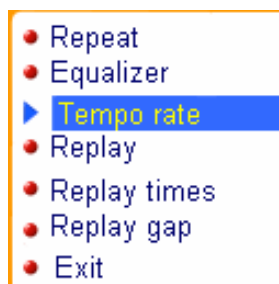 Repeat
Equalizer
Tempo rate
Replay
Replay times
Replay gap
Exit